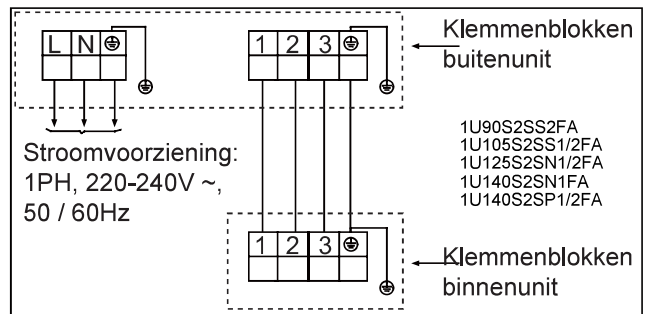 L N
1 2 3
Klemmenblokken
buitenunit
Stroomvoorziening:
1PH, 220-240V ~,
50 / 60Hz
1U90S2SS2FA
1U105S2SS1/2FA
1U125S2SN1/2FA
1U140S2SN1FA
1U140S2SP1/2FA
1 2 3
Klemmenblokken
binnenunit